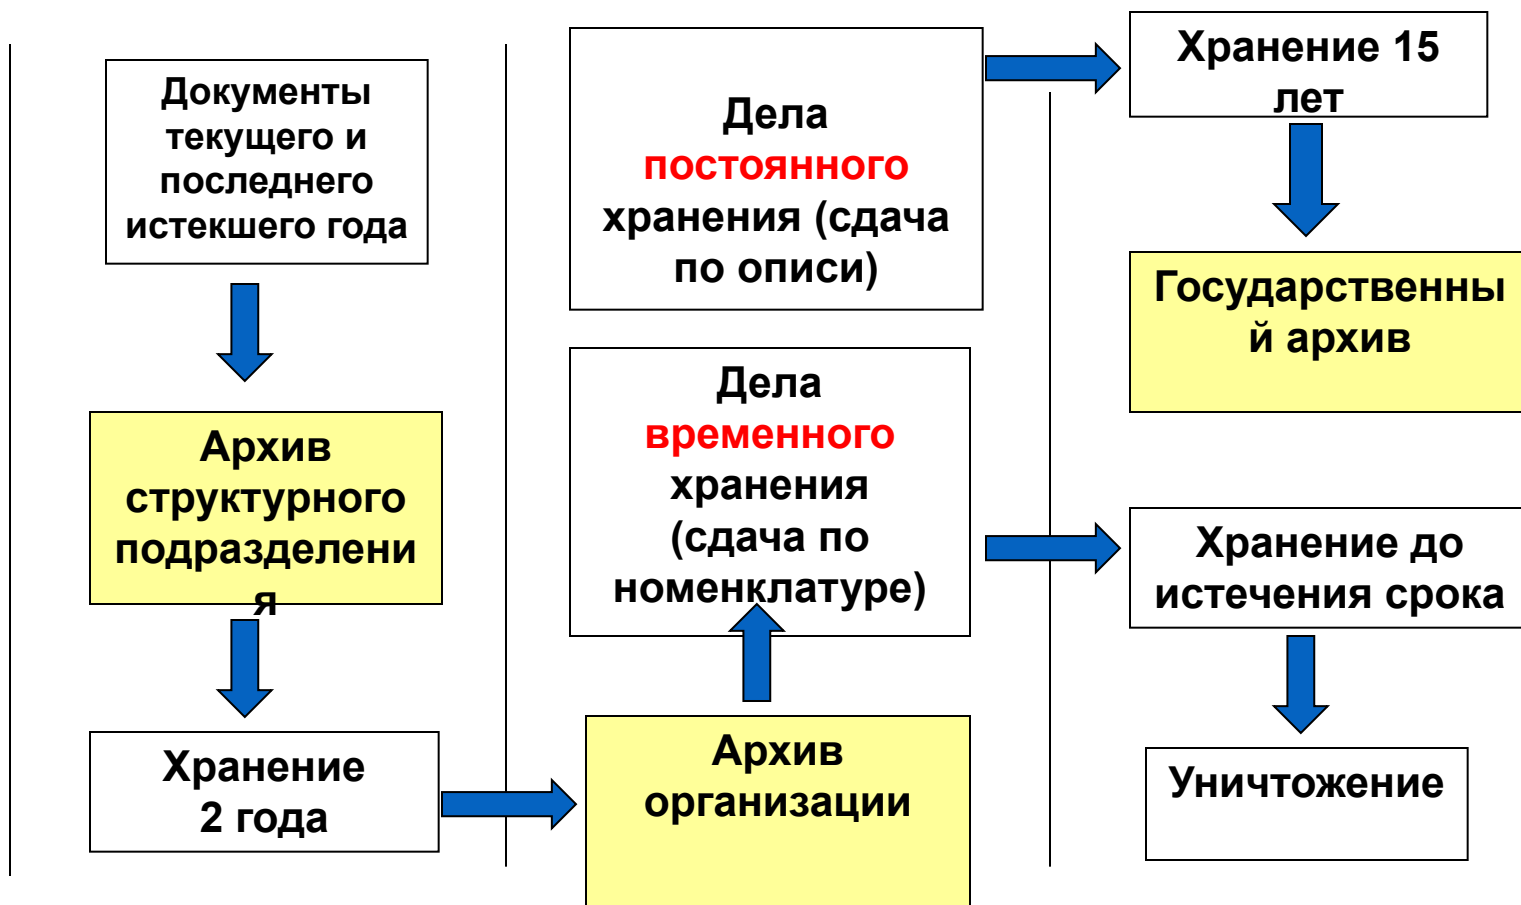 Документы
текущего и
последнего
истекшего года
Архив
структурного
подразделени
я
Хранение
2 года
Дела
постоянного
хранения (сдача
по описи)
Дела
временного
хранения
(сдача по
номенклатуре)
Архив
организации
Хранение 15
лет
Государственны
й архив
Хранение до
истечения срока
Уничтожение